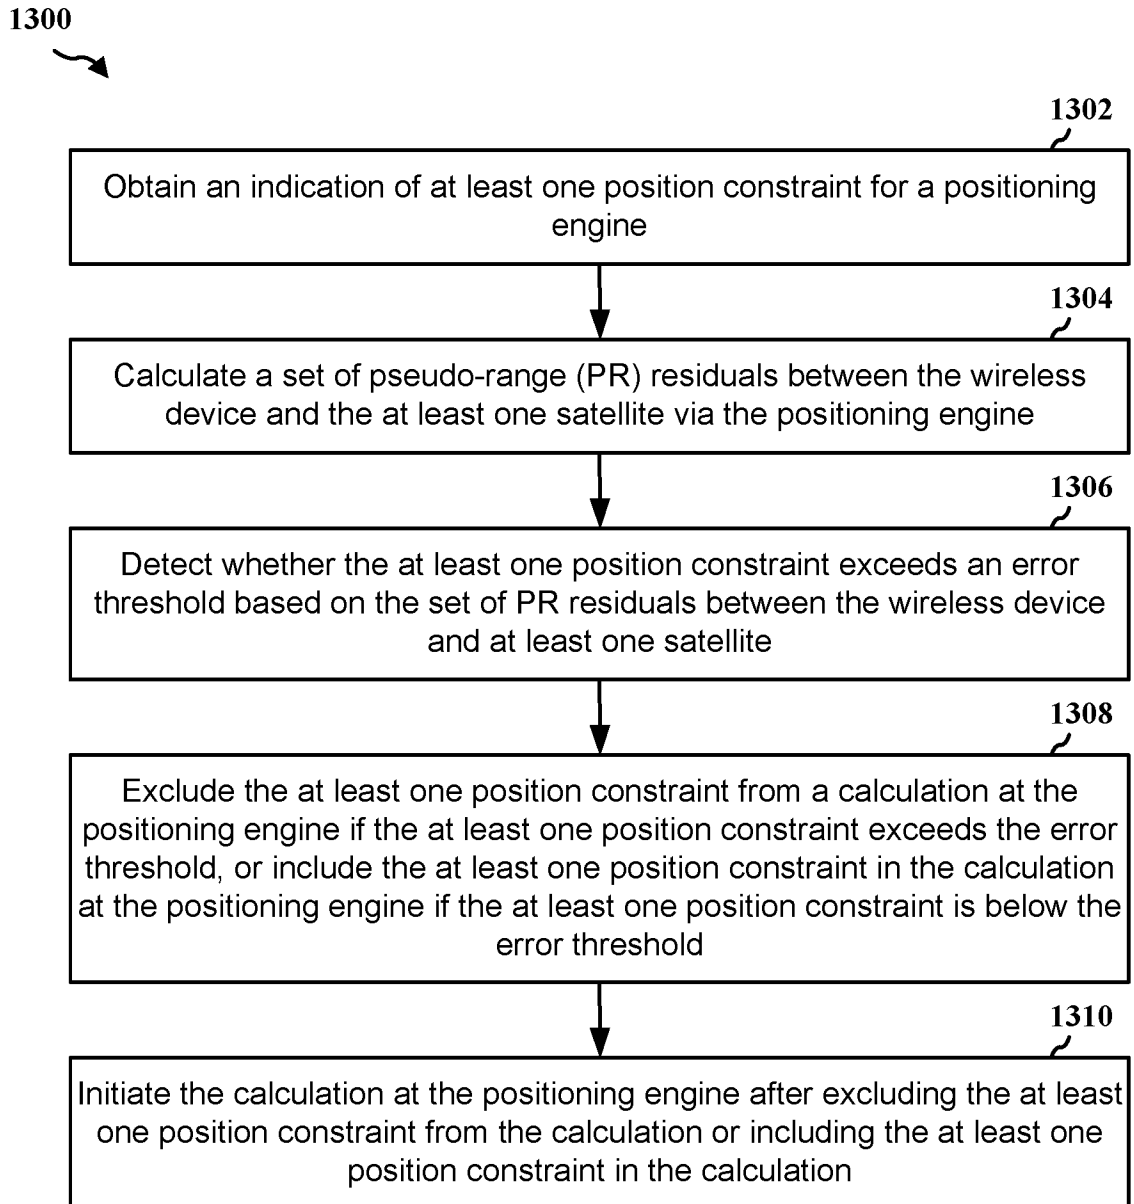 1300
1302
Obtain an indication of at least one position constraint for a positioning
engine
1304
Calculate a set of pseudo-range (PR) residuals between the wireless
device and the at least one satellite via the positioning engine
1306
Detect whether the at least one position constraint exceeds an error
threshold based on the set of PR residuals between the wireless device
and at least one satellite
1308
Exclude the at least one position constraint from a calculation at the
positioning engine if the at least one position constraint exceeds the error
threshold, or include the at least one position constraint in the calculation
at the positioning engine if the at least one position constraint is below the
error threshold
1310
Initiate the calculation at the positioning engine after excluding the at least
one position constraint from the calculation or including the at least one
position constraint in the calculation